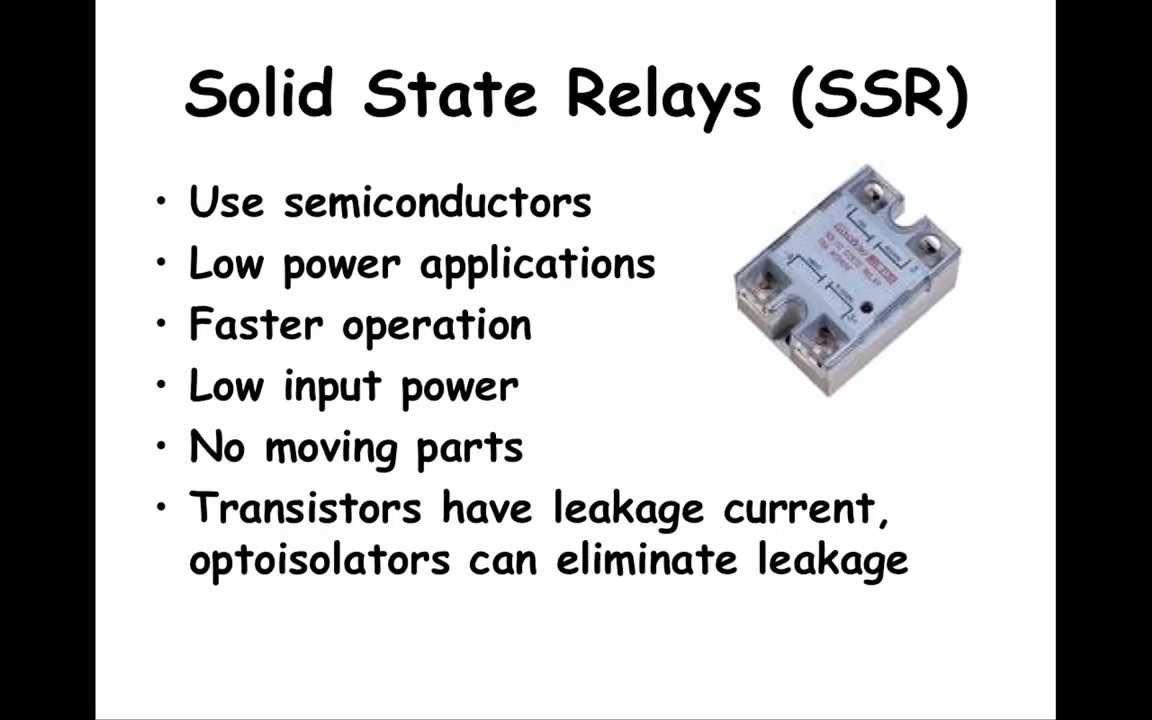 Solid State Relays (SSR)
• Use semiconductors
• Low power applications
• Faster operation
• Low input power
• No moving parts
• Transistors have leakage current,
optoisolators can eliminate leakage